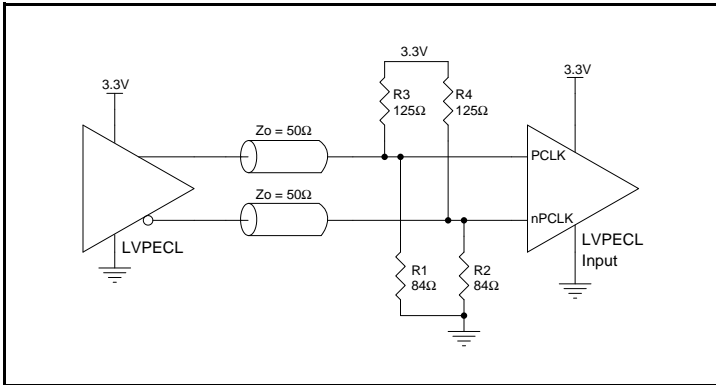 3.3V
3.3V
3.3V
R3
125Ω
R4
125Ω
Zo = 50Ω
PCLK
Zo = 50Ω
nPCLK
LVPECL
LVPECL
Input
R1
84Ω
R2
84Ω